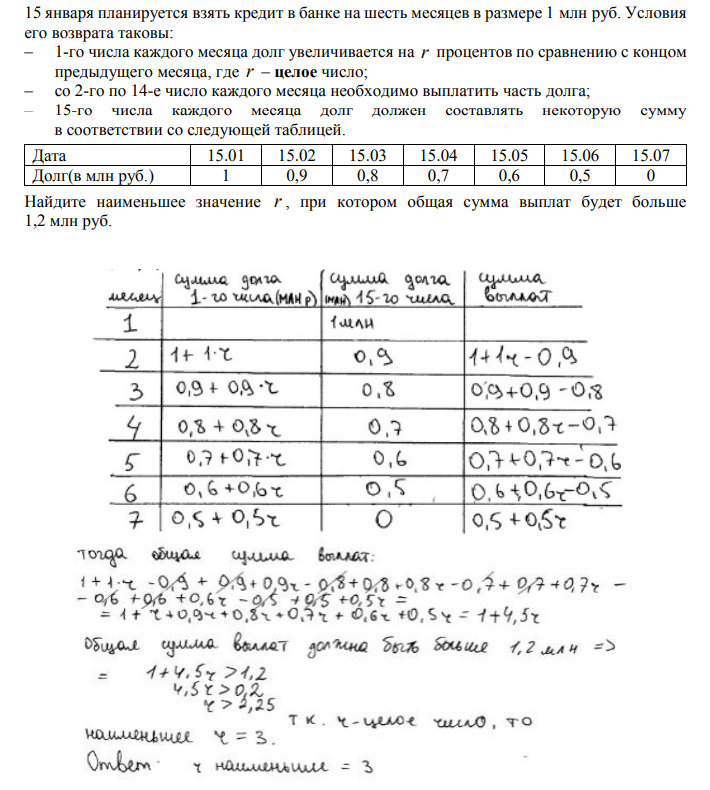 15 января планируется взять кредит в банке на шесть месяцев в размере 1 млн руб. Условия
его возврата таковы:
– 1-го числа каждого месяца долг увеличивается на r процентов по сравнению с концом
предыдущего месяца, где r – целое число;
– со 2-го по 14-е число каждого месяца необходимо выплатить часть долга;
– 15-го числа каждого месяца долг должен составлять некоторую сумму
в соответствии со следующей таблицей.
Дата 15.01 15.02 15.03 15.04 15.05 15.06 15.07
Долг(в млн руб.) 1 0,9 0,8 0,7 0,6 0,5 0
Найдите наименьшее значение r, при котором общая сумма выплат будет больше
1,2 млн руб.
месяц сумма долга 1-го числа(млн р) сумма долга (млн) 15-го числа сумма выплат
1 1 млн
2 1+1·r 0,9 1+1r-0,9
3 0,9+0,9·r 0,8 0,9+0,9-0,8
4 0,8+0,8r 0,7 0,8+0,8r-0,7
5 0,7+0,7·r 0,6 0,7+0,7r-0,6
6 0,6+0,6r 0,5 0,6+0,6r-0,5
7 0,5+0,5r 0 0,5+0,5r
тогда общая сумма выплат:
1+1·r-0,9+0,9+0,9r-0,8+0,8+0,8r-0,7+0,7+0,7r-
-0,6+0,6+0,6r-0,5+0,5+0,5r=
=1+r+0,9r+0,8r+0,7r+0,6r+0,5r=1+4,5r
Общая сумма выплат должна быть больше 1,2 млн =>
= 1+4,5r>1,2
4,5r>0,2
r>2,25
т.к. r-целое число, то
наименьшее r=3.
Ответ: r наименьшие = 3